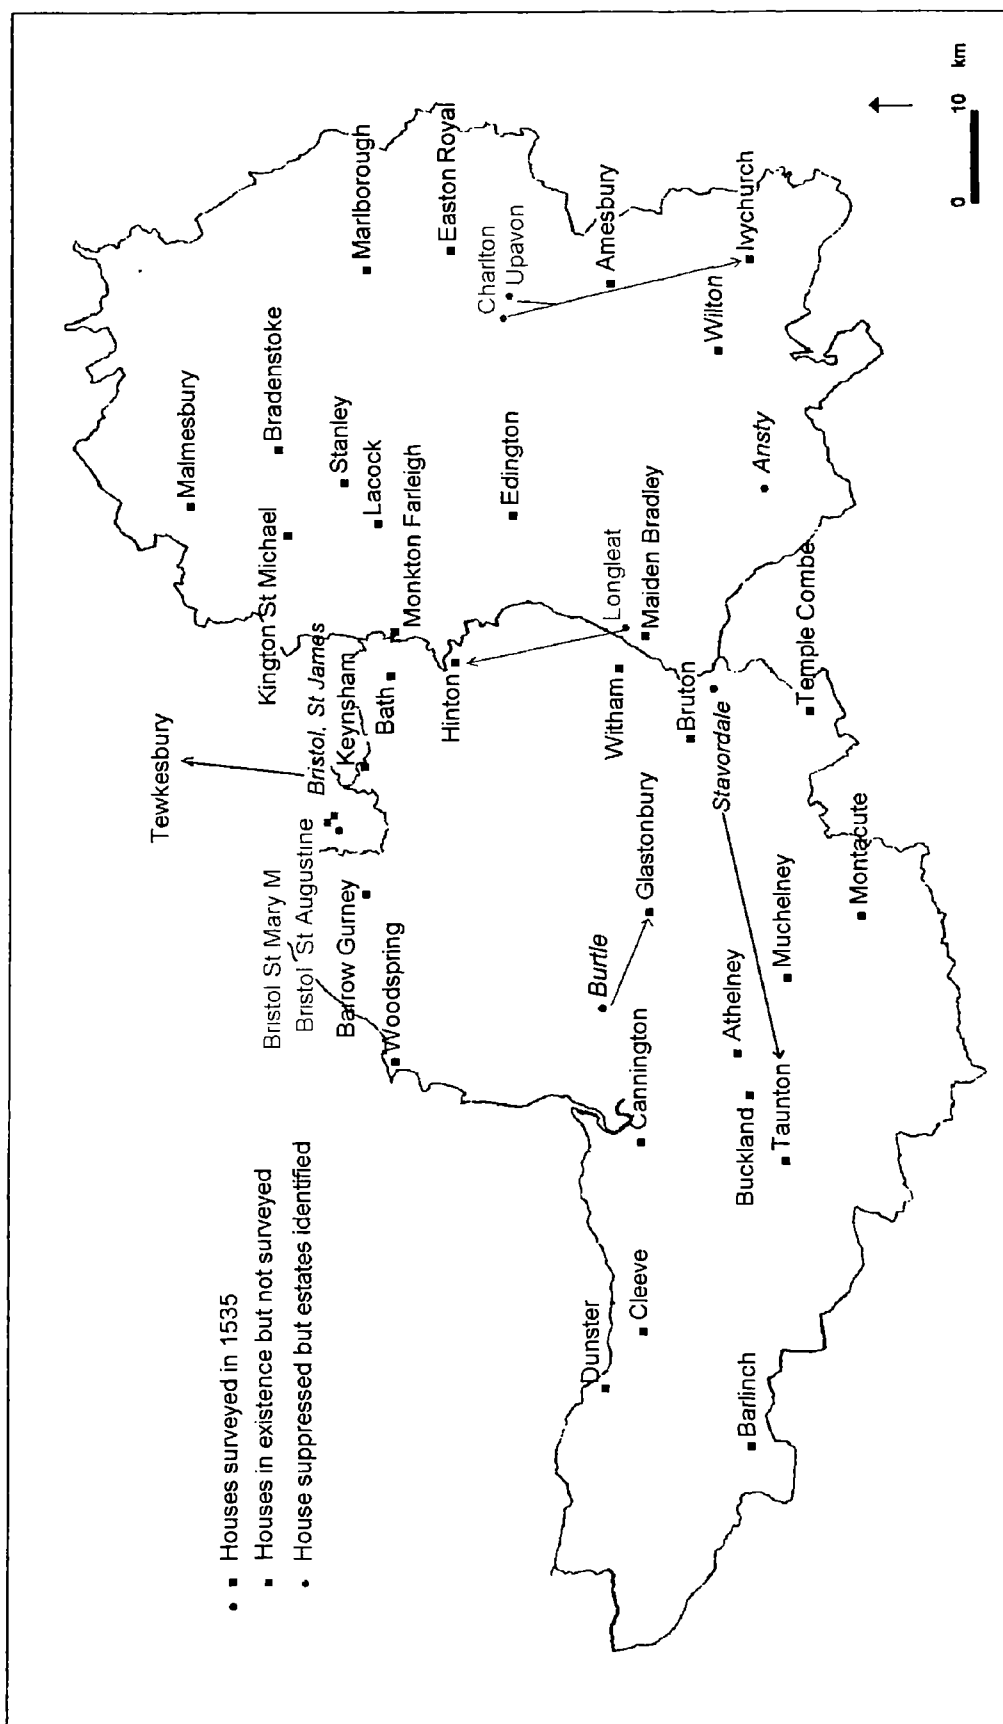 Houses surveyed in 1535
Houses in existence but not surveyed
House suppressed but estates identified
Tewkesbury
Malmesbury
Kington St Michael
Bradenstoke
Bristol St Mary M
Bristol St Augustine
Bristol, St James
Barrow Gurney
Keynsham
Stanley
Lacock
Marlborough
Woodspring
Bath
Monkton Farleigh
Hinton
Easton Royal
Charlton
Upavon
Edington
Dunster
Cleeve
Cannington
Burtle
Glastonbury
Witham
Longleat
Maiden Bradley
Amesbury
Bruton
Stavordale
Wilton
Ivychurch
Barlinch
Buckland
Athelney
Taunton
Muchelney
Ansty
Temple Combe
Montacute
0 10 km